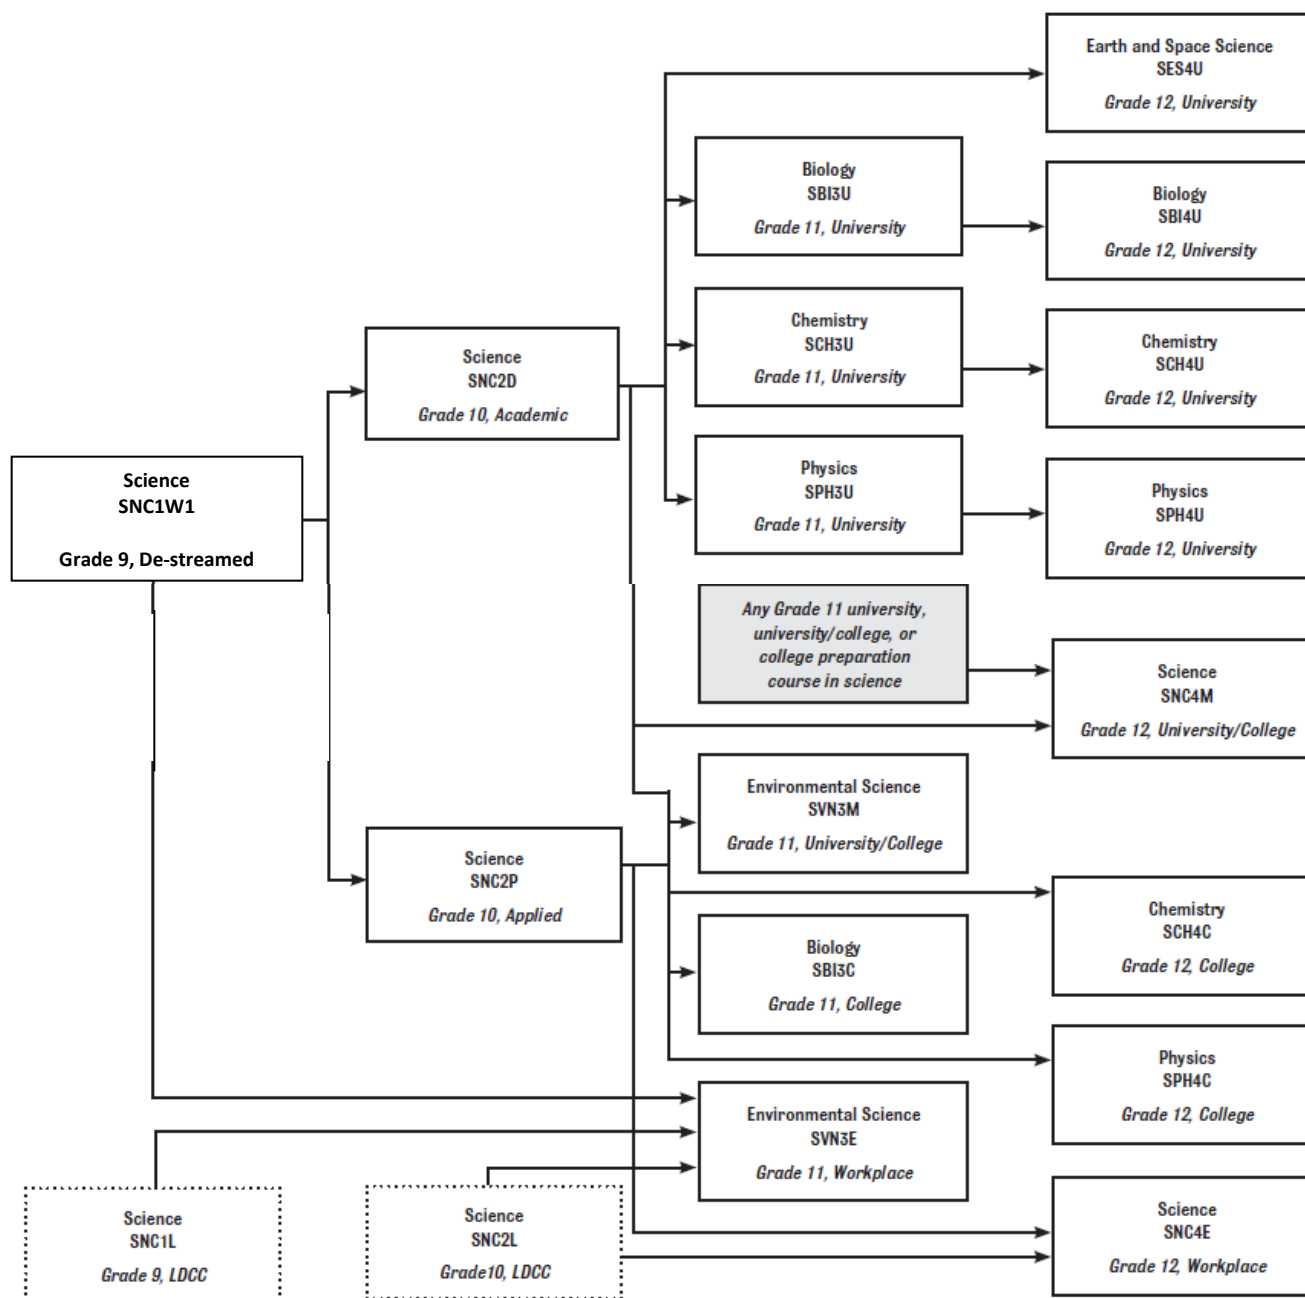 Earth and Space Science
SES4U
Grade 12, University
Biology
SBI3U
Grade 11, University
Biology
SBI4U
Grade 12, University
Chemistry
SCH3U
Grade 11, University
Chemistry
SCH4U
Grade 12, University
Science
SNC2D
Grade 10, Academic
Science
SNC1W1
Grade 9, De-streamed
Physics
SPH3U
Grade 11, University
Physics
SPH4U
Grade 12, University
Any Grade 11 university,
university/college, or
college preparation
course in science
Science
SNC4M
Grade 12, University/College
Environmental Science
SVN3M
Grade 11, University/College
Science
SNC2P
Grade 10, Applied
Chemistry
SCH4C
Grade 12, College
Biology
SBI3C
Grade 11, College
Physics
SPH4C
Grade 12, College
Environmental Science
SVN3E
Grade 11, Workplace
Science
SNC1L
Grade 9, LDCC
Science
SNC2L
Grade10, LDCC
Science
SNC4E
Grade 12, Workplace